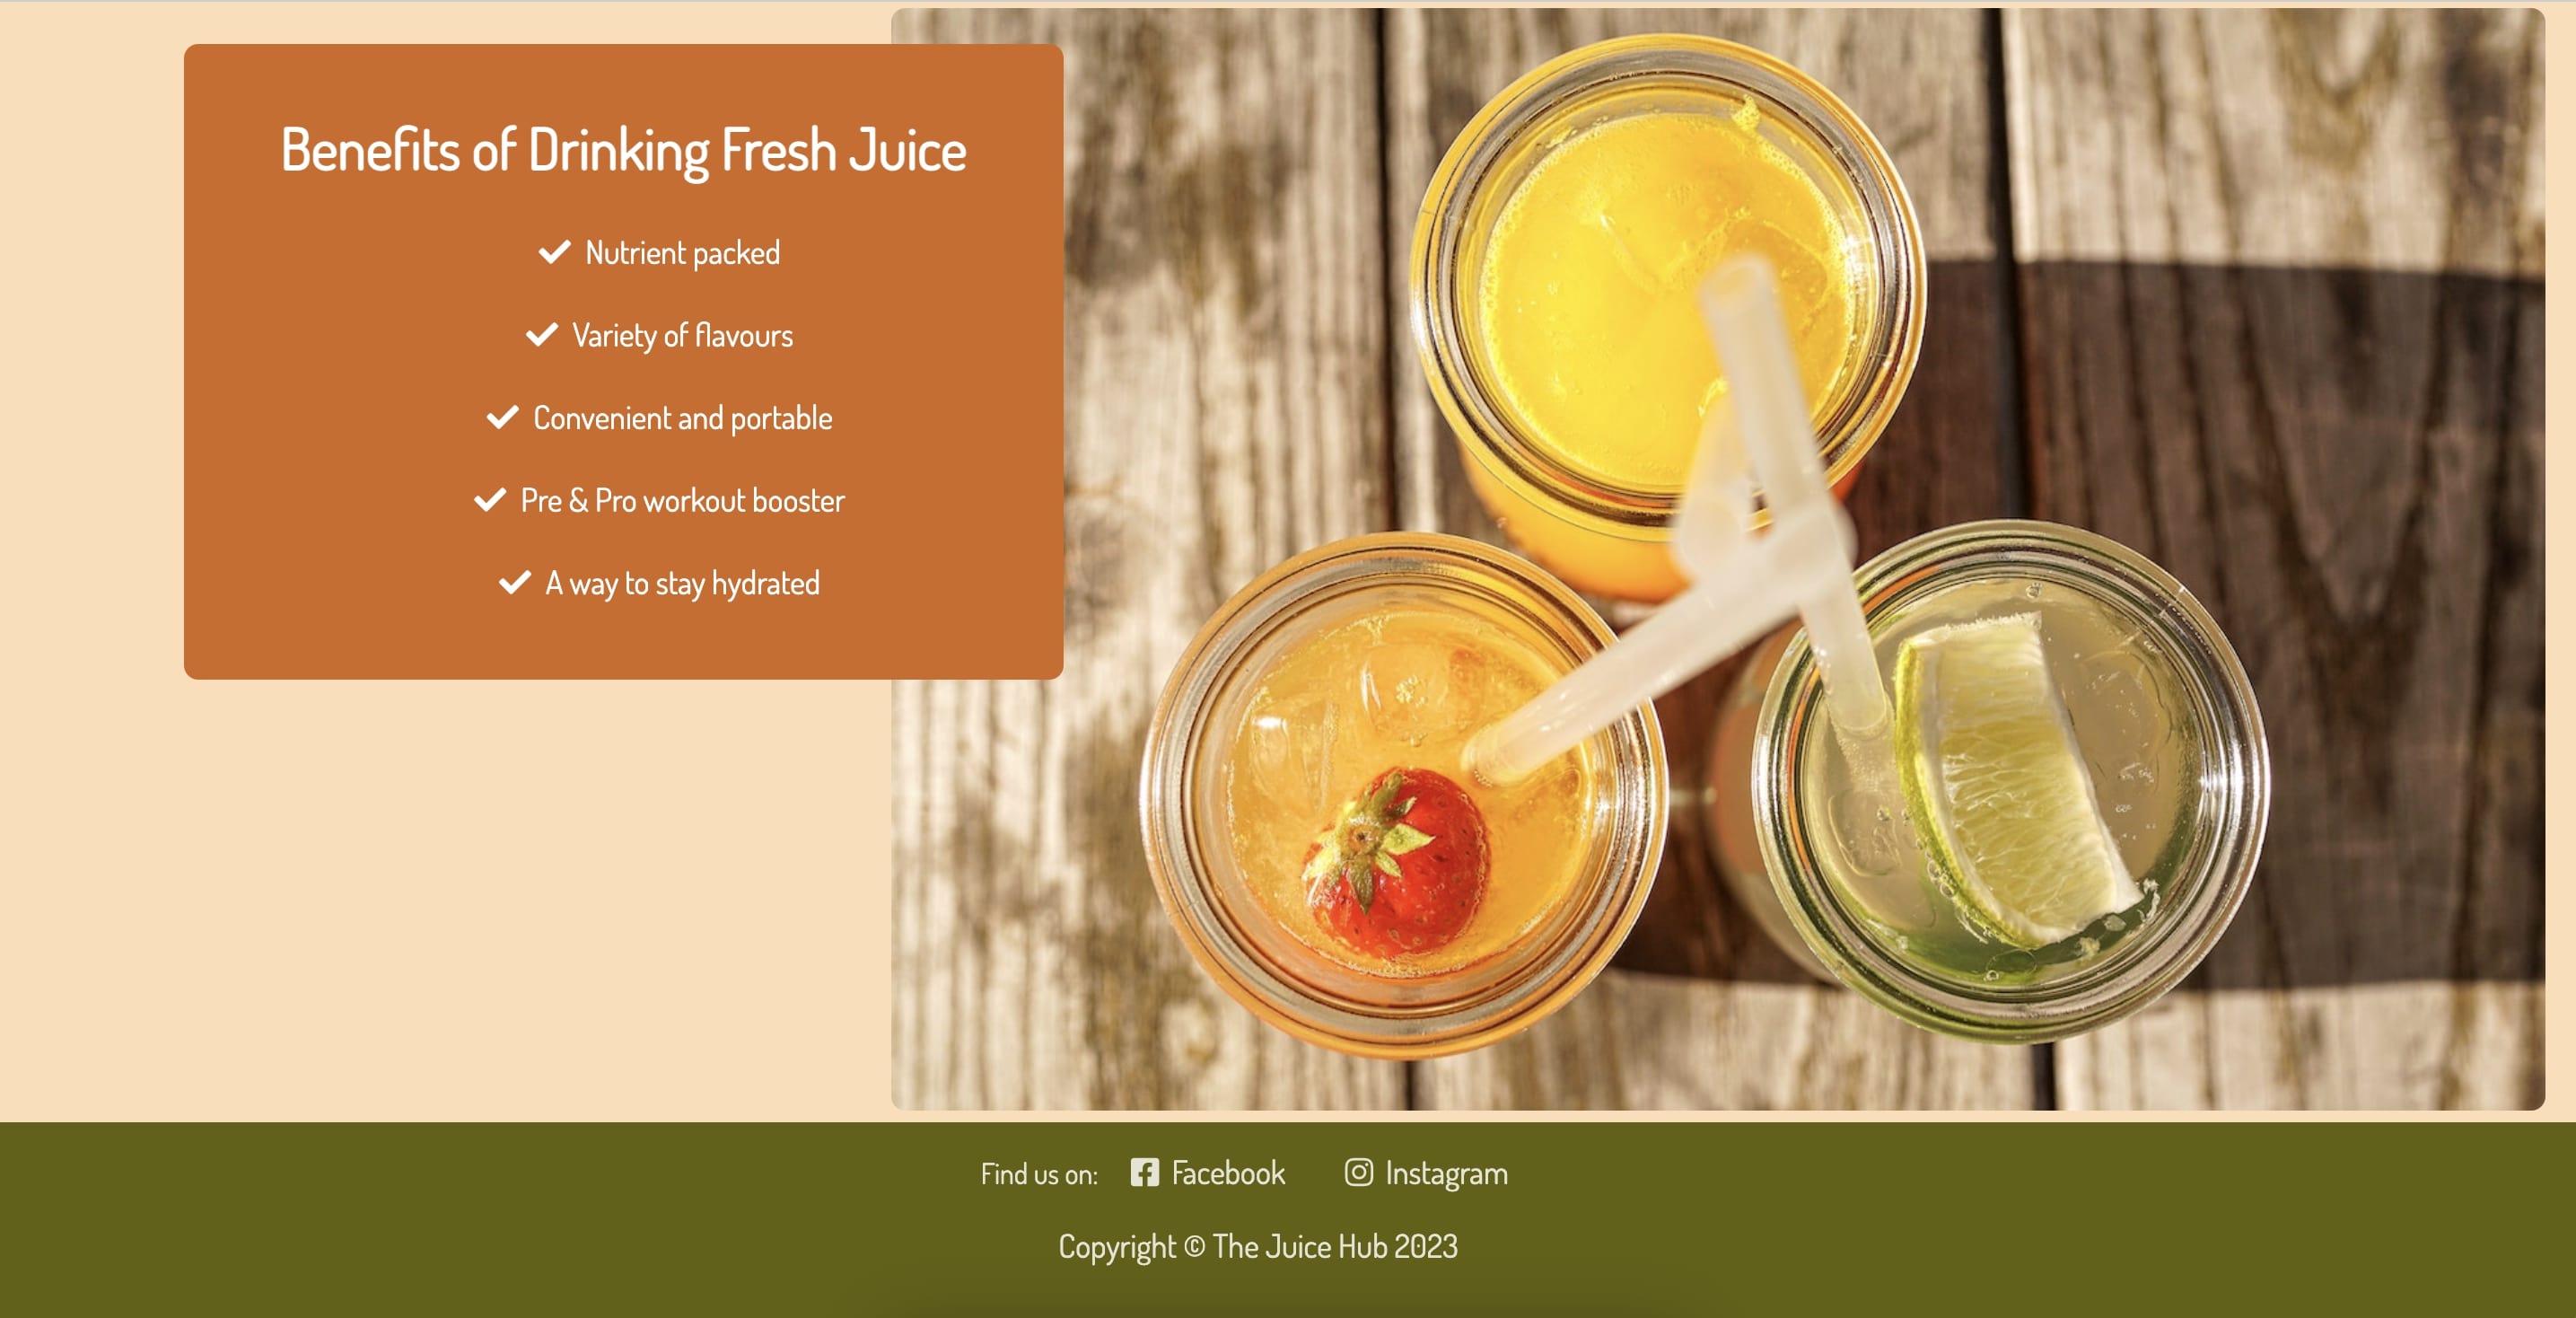 Benefits of Drinking Fresh Juice
Nutrient packed
Variety of flavours
Convenient and portable
Pre & Pro workout booster
A way to stay hydrated
Find us on: Facebook Instagram
Copyright © The Juice Hub 2023